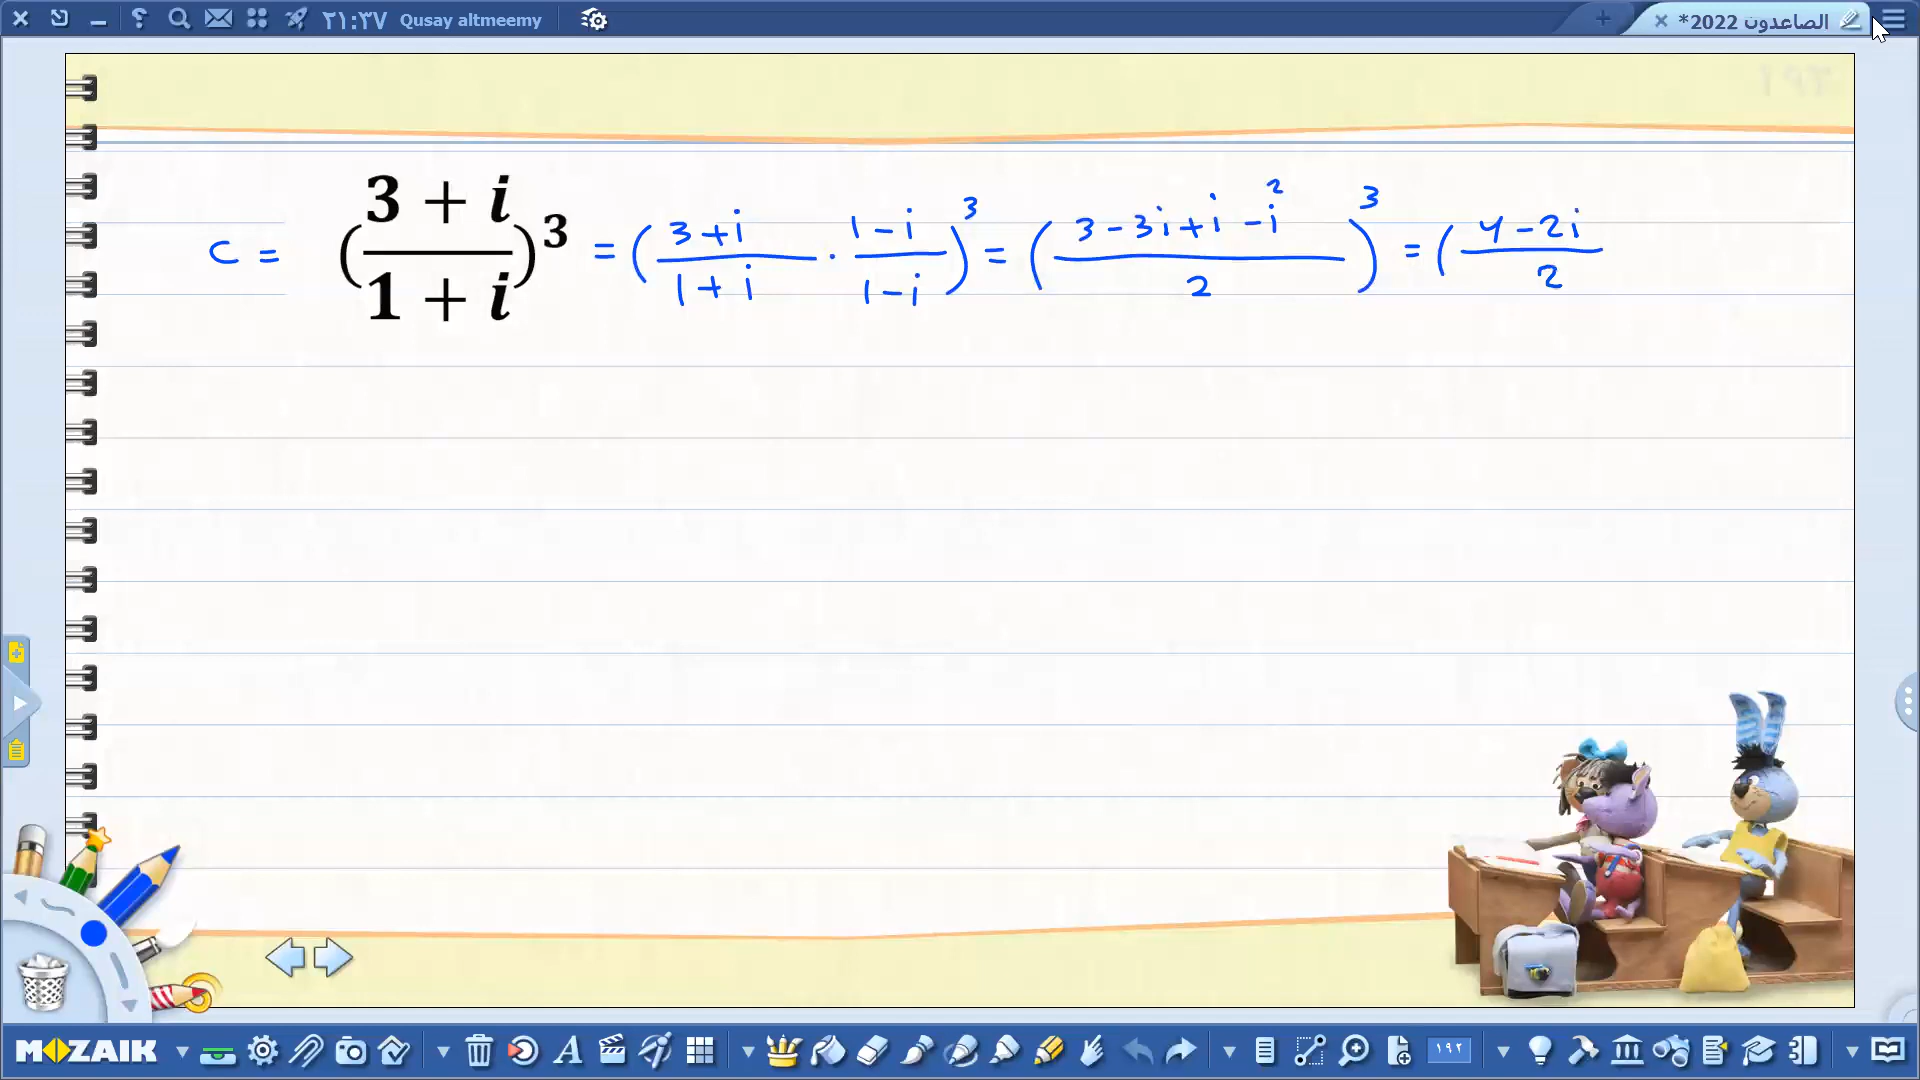 ٢١:٣٧ Qusay altmeemy
الصاعدون 2022*
١٩٢
c = ((3 + i)/(1 + i))³ = ((3+i)/(1+i) · (1-i)/(1-i))³ = ((3-3i+i-i²)/2)³ = ((4-2i)/2
MOZAIK
١٩٢